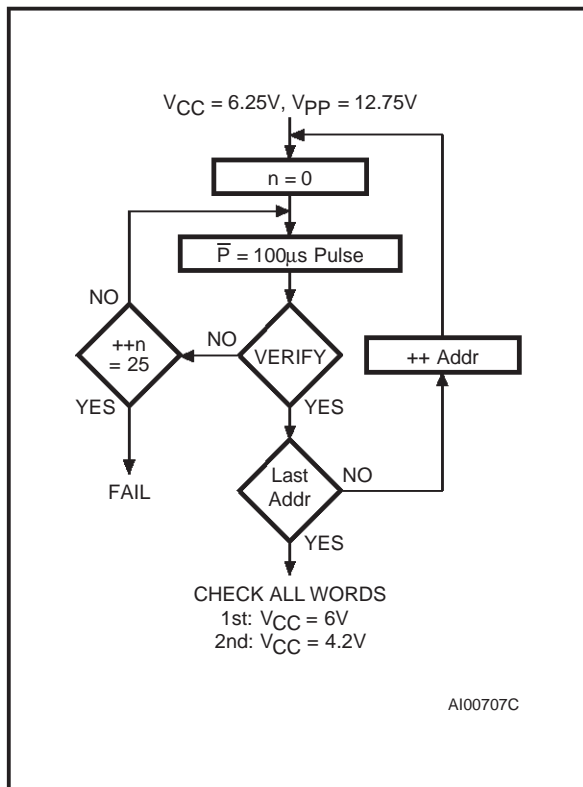 VCC = 6.25V, VPP = 12.75V
n = 0
P̅ = 100μs Pulse
NO
++n
= 25
NO
VERIFY
++ Addr
YES
YES
FAIL
Last
Addr
NO
YES
CHECK ALL WORDS
1st: VCC = 6V
2nd: VCC = 4.2V
AI00707C